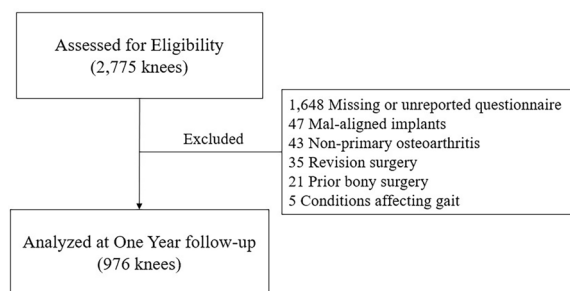 Assessed for Eligibility
(2,775 knees)
Excluded
1,648 Missing or unreported questionnaire
47 Mal-aligned implants
43 Non-primary osteoarthritis
35 Revision surgery
21 Prior bony surgery
5 Conditions affecting gait
Analyzed at One Year follow-up
(976 knees)